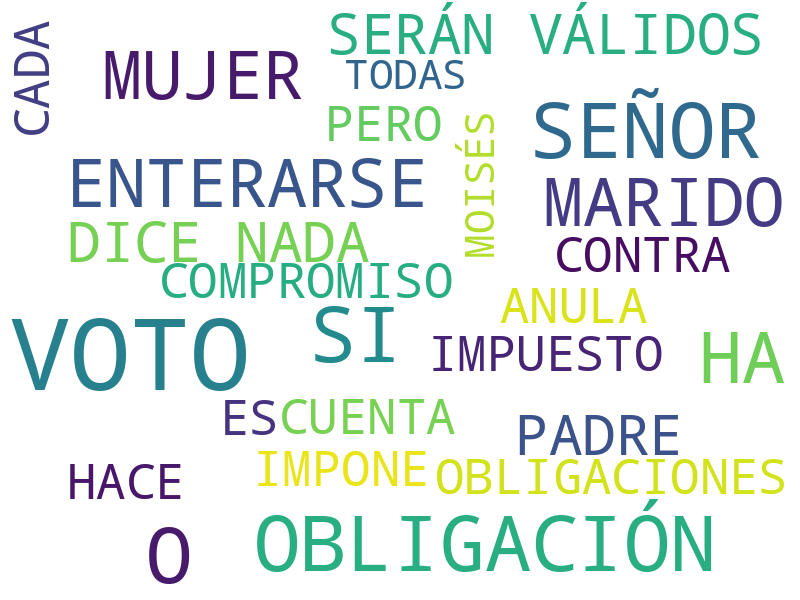 CADA
SERÁN VÁLIDOS
MUJER
TODAS
PERO
SEÑOR
MOISÉS
ENTERARSE
MARIDO
DICE NADA
CONTRA
COMPROMISO
ANULA
VOTO
SI
IMPUESTO
HA
ES
CUENTA
PADRE
HACE
IMPONE
OBLIGACIONES
O
OBLIGACIÓN